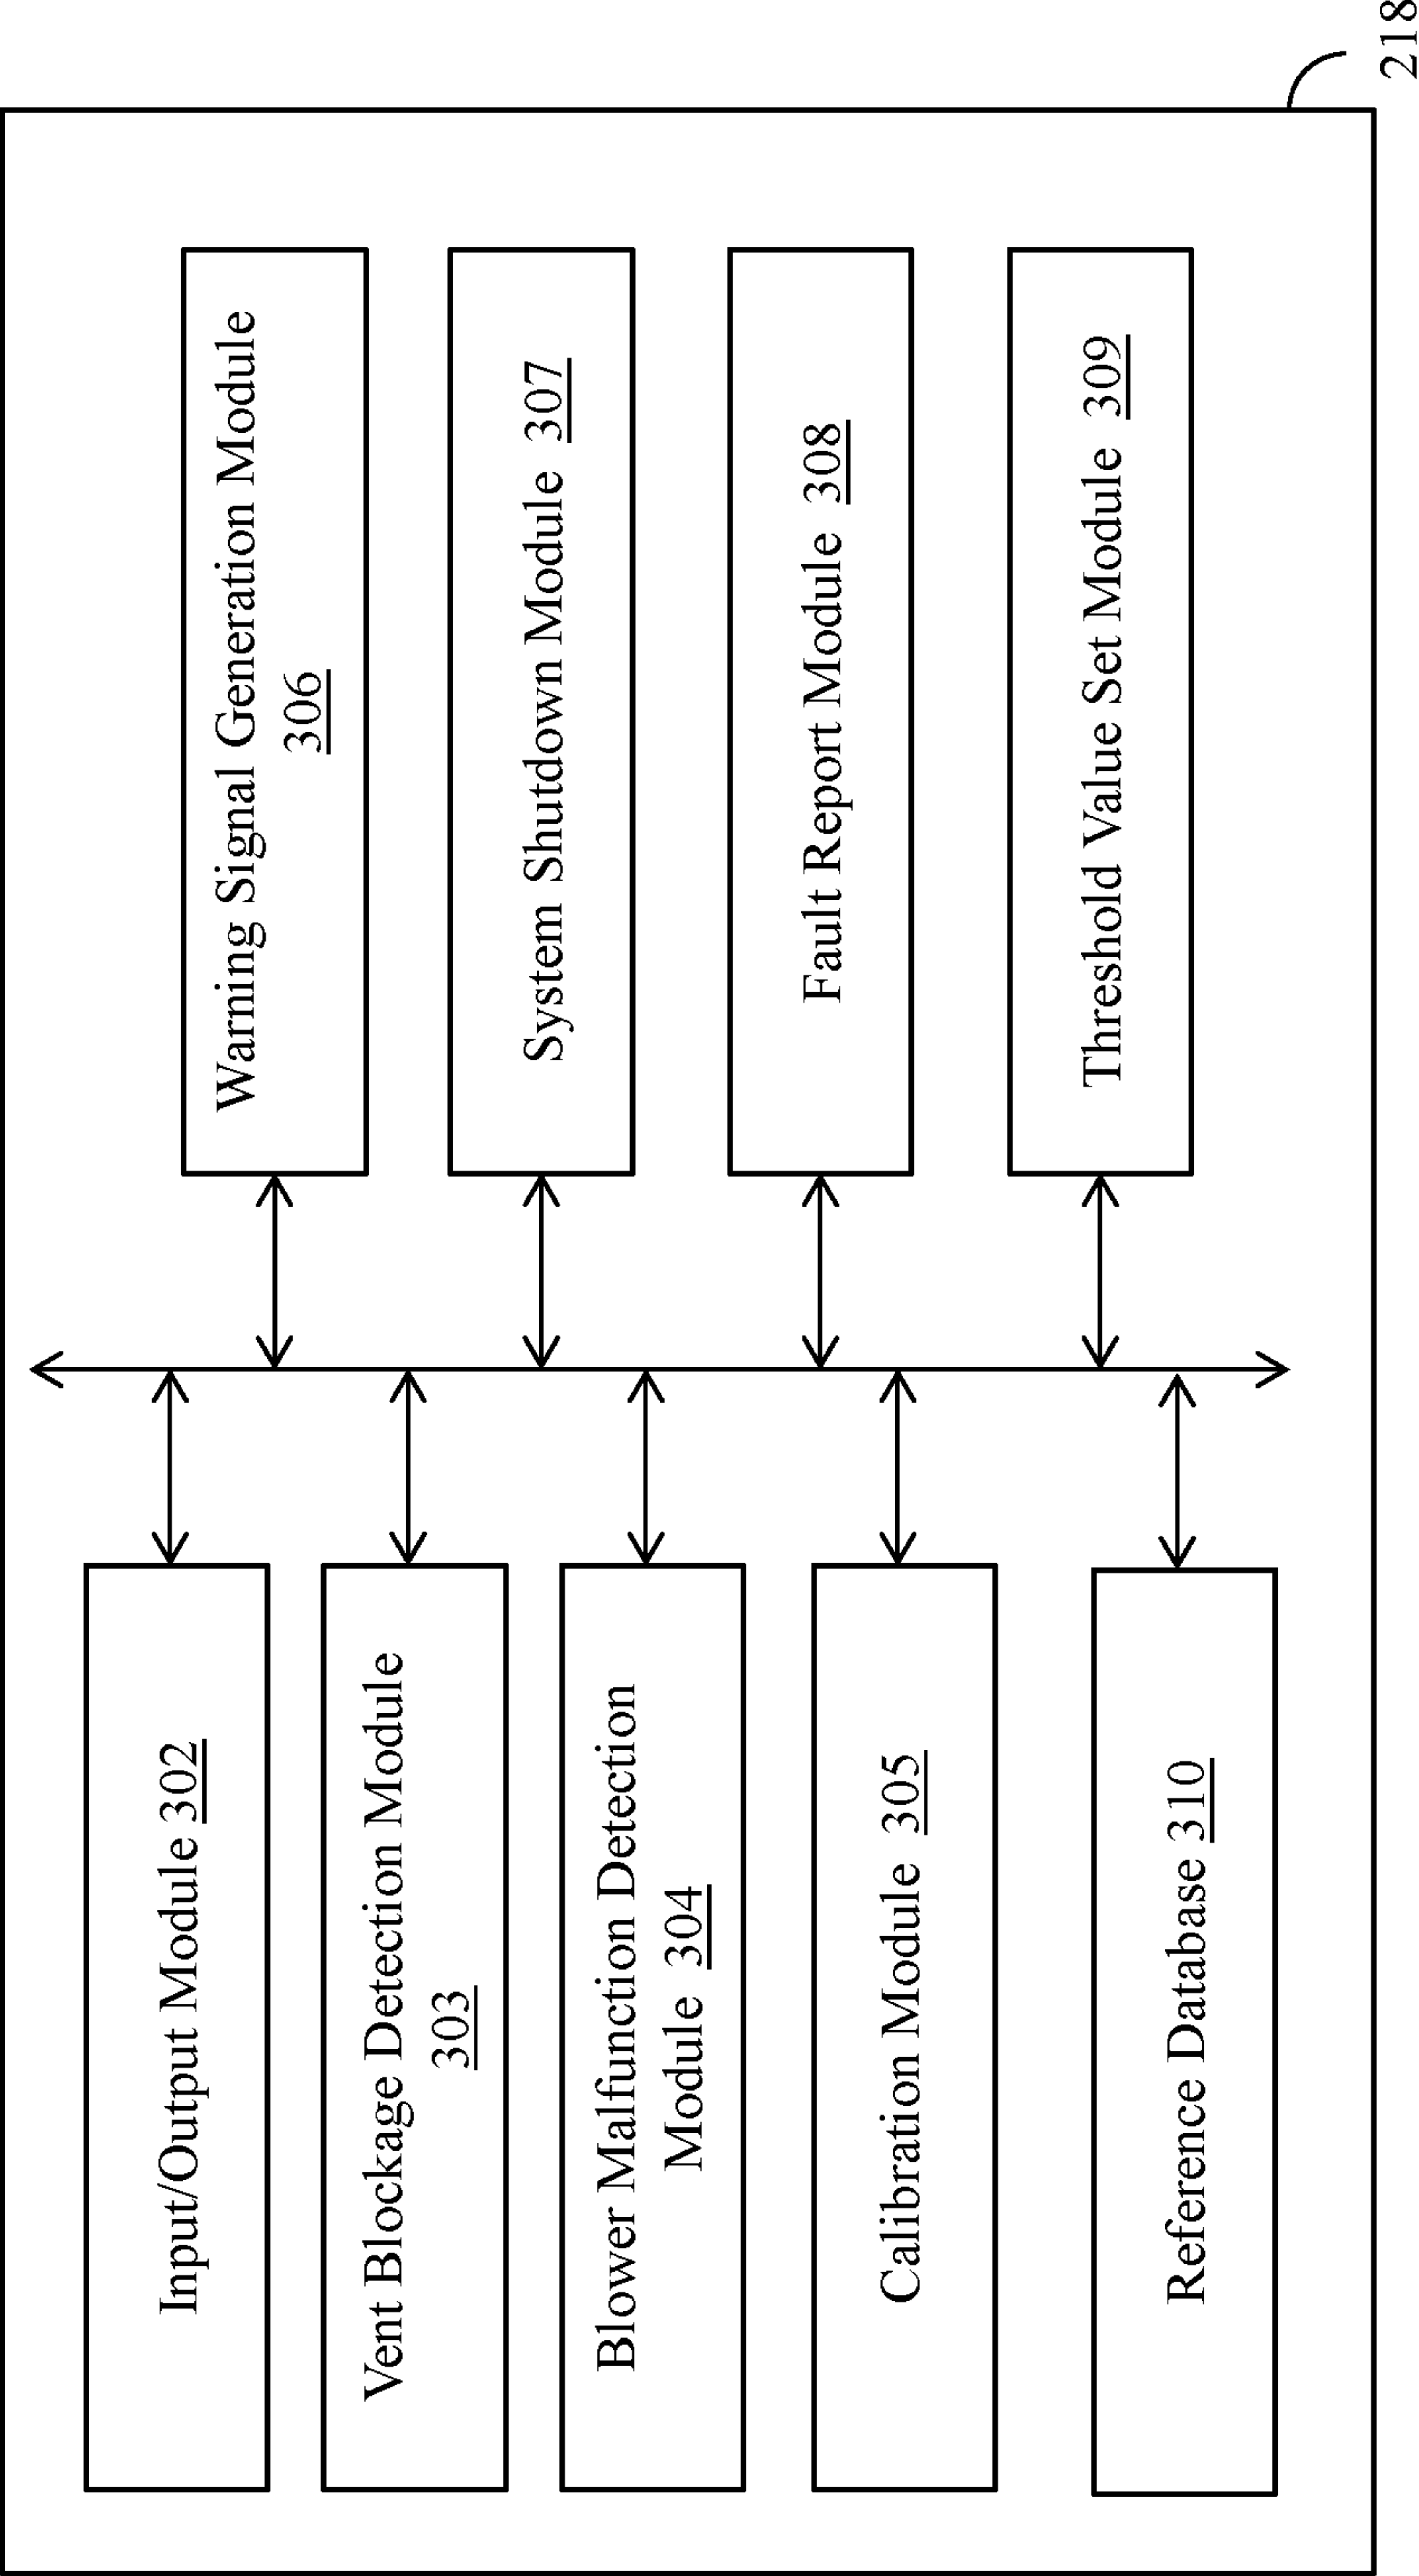 218
Input/Output Module 302
Vent Blockage Detection Module
303
Blower Malfunction Detection
Module 304
Calibration Module 305
Reference Database 310
Warning Signal Generation Module
306
System Shutdown Module 307
Fault Report Module 308
Threshold Value Set Module 309